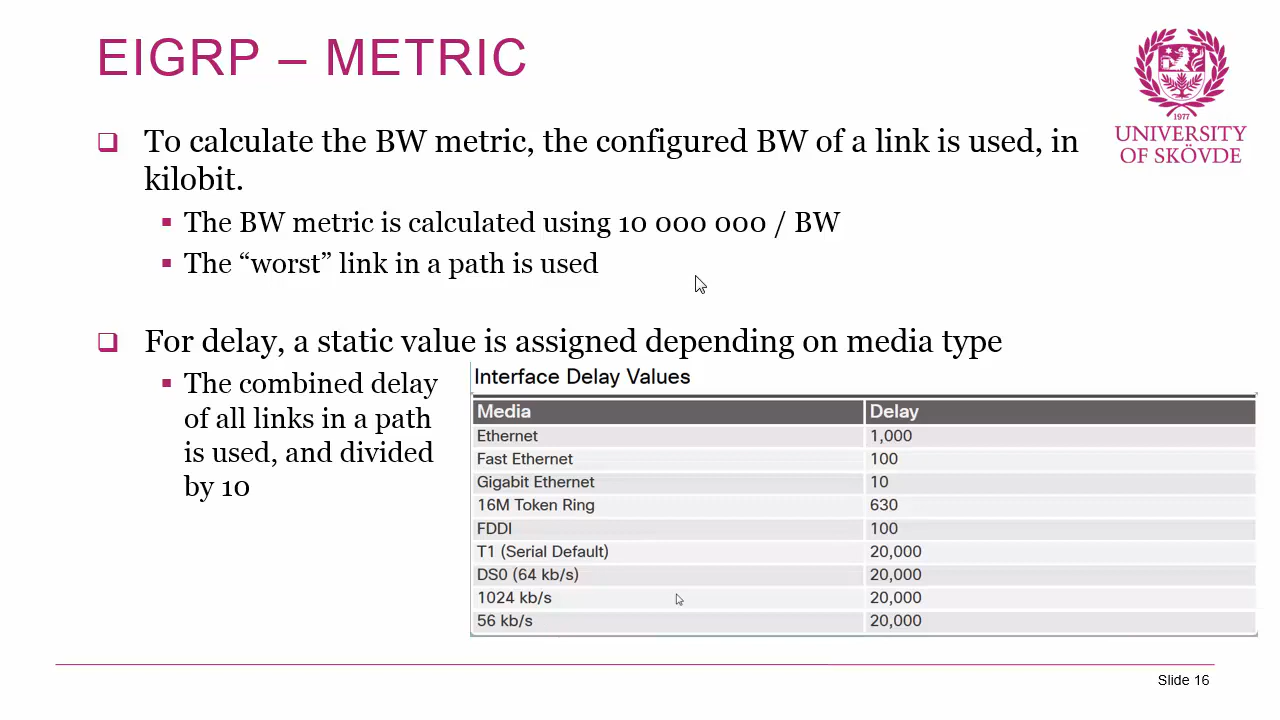 EIGRP – METRIC
1977
UNIVERSITY
OF SKÖVDE
To calculate the BW metric, the configured BW of a link is used, in
kilobit.
The BW metric is calculated using 10 000 000 / BW
The “worst” link in a path is used
For delay, a static value is assigned depending on media type
The combined delay
of all links in a path
is used, and divided
by 10
Interface Delay Values
Media Delay
Ethernet 1,000
Fast Ethernet 100
Gigabit Ethernet 10
16M Token Ring 630
FDDI 100
T1 (Serial Default) 20,000
DS0 (64 kb/s) 20,000
1024 kb/s 20,000
56 kb/s 20,000
Slide 16